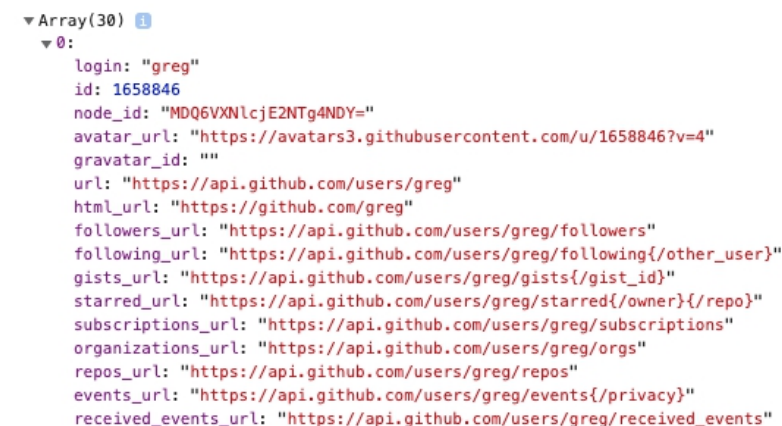 Array(30) i
0:
login: "greg"
id: 1658846
node_id: "MDQ6VXNlcjE2NTg4NDY="
avatar_url: "https://avatars3.githubusercontent.com/u/1658846?v=4"
gravatar_id: ""
url: "https://api.github.com/users/greg"
html_url: "https://github.com/greg"
followers_url: "https://api.github.com/users/greg/followers"
following_url: "https://api.github.com/users/greg/following{/other_user}"
gists_url: "https://api.github.com/users/greg/gists{/gist_id}"
starred_url: "https://api.github.com/users/greg/starred{/owner}{/repo}"
subscriptions_url: "https://api.github.com/users/greg/subscriptions"
organizations_url: "https://api.github.com/users/greg/orgs"
repos_url: "https://api.github.com/users/greg/repos"
events_url: "https://api.github.com/users/greg/events{/privacy}"
received_events_url: "https://api.github.com/users/greg/received_events"